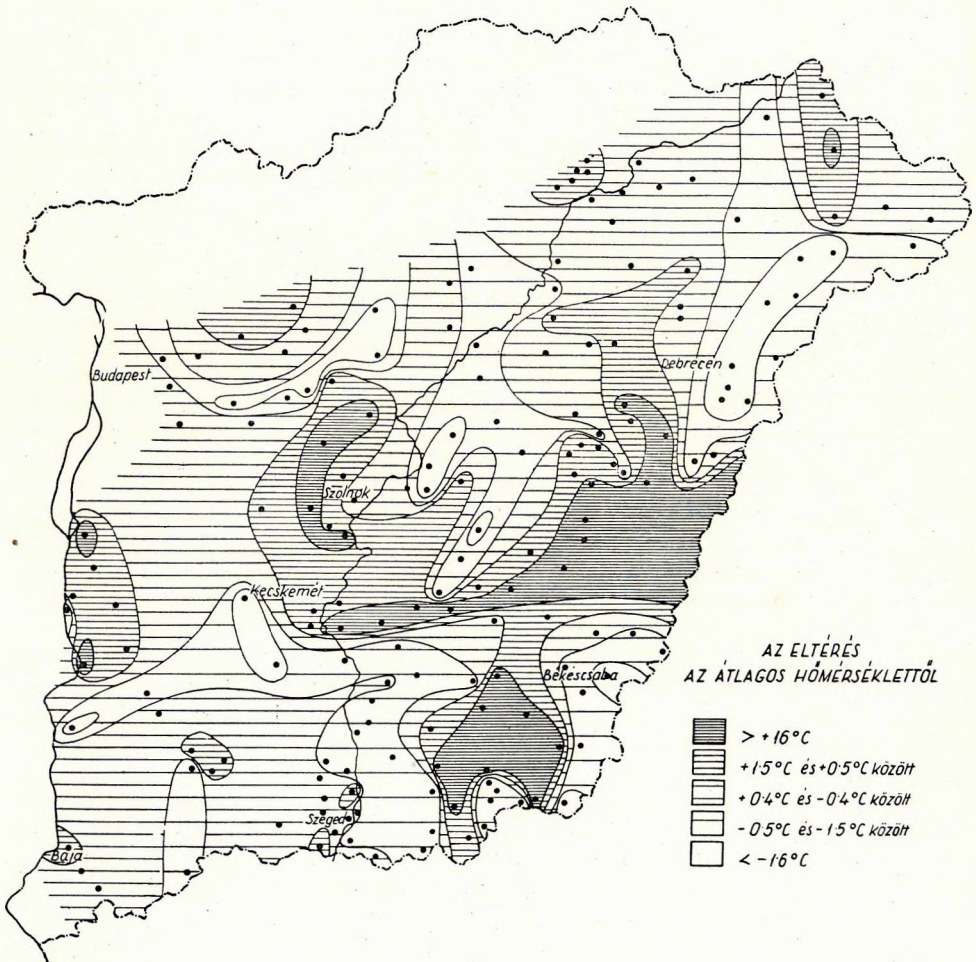 Budapest
Debrecen
Szolnok
Kecskemét
Békéscsaba
Szeged
Baja
AZ ELTÉRÉS
AZ ÁTLAGOS HŐMÉRSÉKLETTŐL
> +1·6°C
+1·5°C és +0·5°C között
+0·4°C és -0·4°C között
-0·5°C és -1·5°C között
< -1·6°C